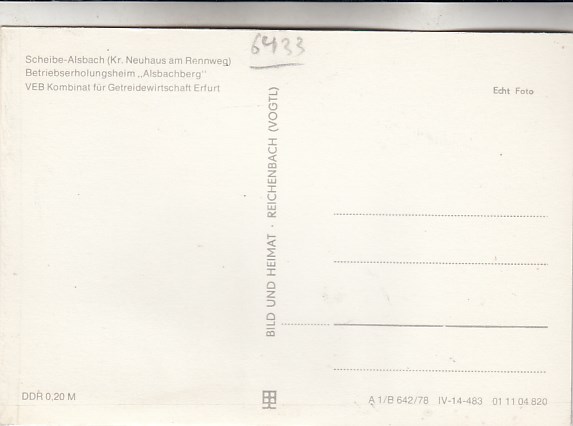 6433
Scheibe-Alsbach (Kr. Neuhaus am Rennweg)
Betriebserholungsheim „Alsbachberg"
VEB Kombinat für Getreidewirtschaft Erfurt
Echt Foto
BILD UND HEIMAT · REICHENBACH (VOGTL)
DDR 0,20 M
A 1/B 642/78 IV-14-483 01 11 04 820